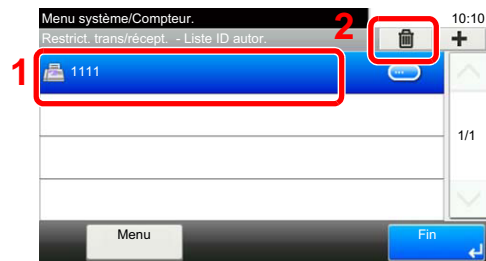 Menu système/Compteur.
2
10:10
Restrict. trans/récept. - Liste ID autor.
1
1111
1/1
Menu
Fin